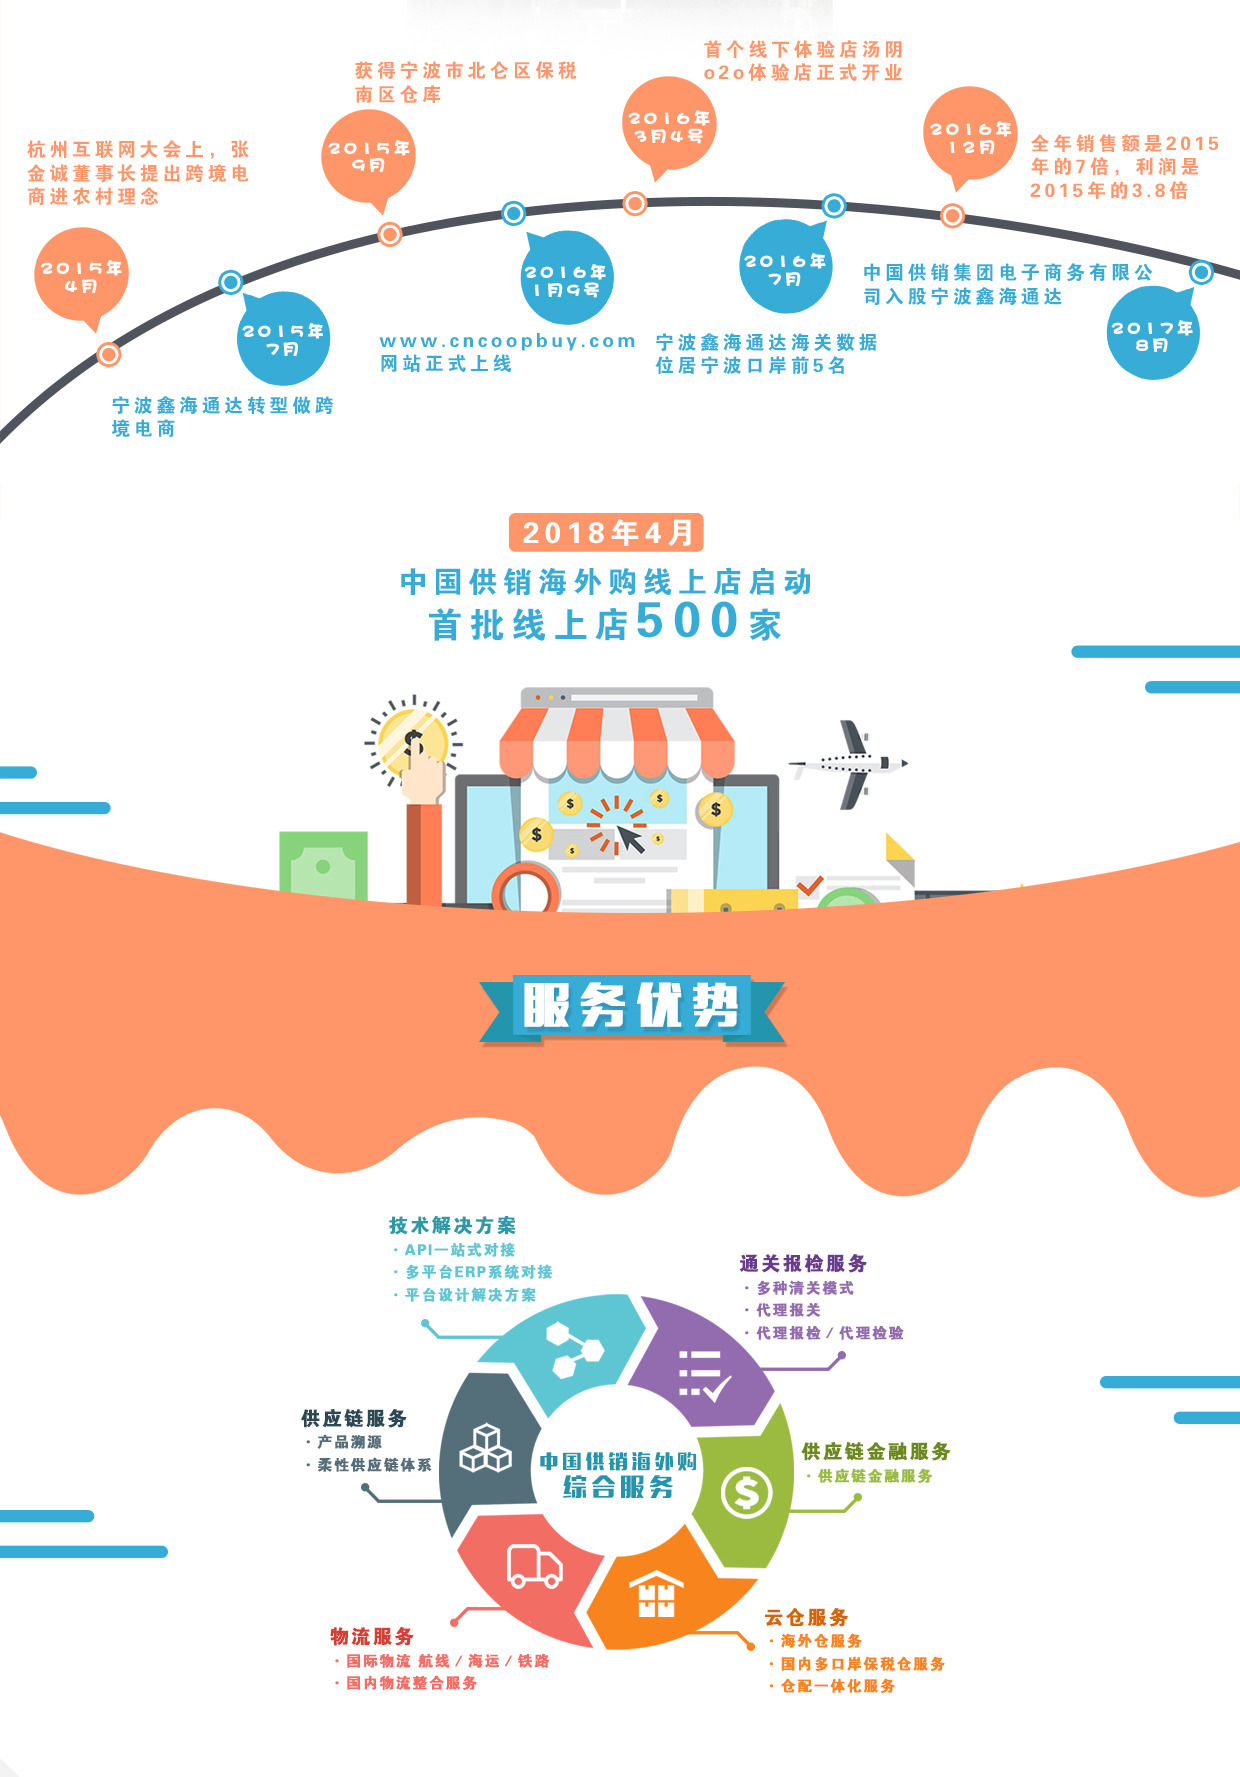 杭州互联网大会上，张
金诚董事长提出跨境电
商进农村理念
2015年
4月
2015年
7月
宁波鑫海通达转型做跨
境电商
获得宁波市北仑区保税
南区仓库
2015年
9月
2016年
1月9号
www.cncoopbuy.com
网站正式上线
首个线下体验店汤阴
o2o体验店正式开业
2016年
3月4号
2016年
7月
宁波鑫海通达海关数据
位居宁波口岸前5名
2016年
12月
全年销售额是2015
年的7倍，利润是
2015年的3.8倍
中国供销集团电子商务有限公
司入股宁波鑫海通达
2017年
8月
2018年4月
中国供销海外购线上店启动
首批线上店500家
服务优势
技术解决方案
· API一站式对接
· 多平台ERP系统对接
· 平台设计解决方案
通关报检服务
· 多种清关模式
· 代理报关
· 代理报检 / 代理检验
供应链服务
· 产品溯源
· 柔性供应链体系
中国供销海外购
综合服务
供应链金融服务
· 供应链金融服务
物流服务
· 国际物流 航线 / 海运 / 铁路
· 国内物流整合服务
云仓服务
· 海外仓服务
· 国内多口岸保税仓服务
· 仓配一体化服务